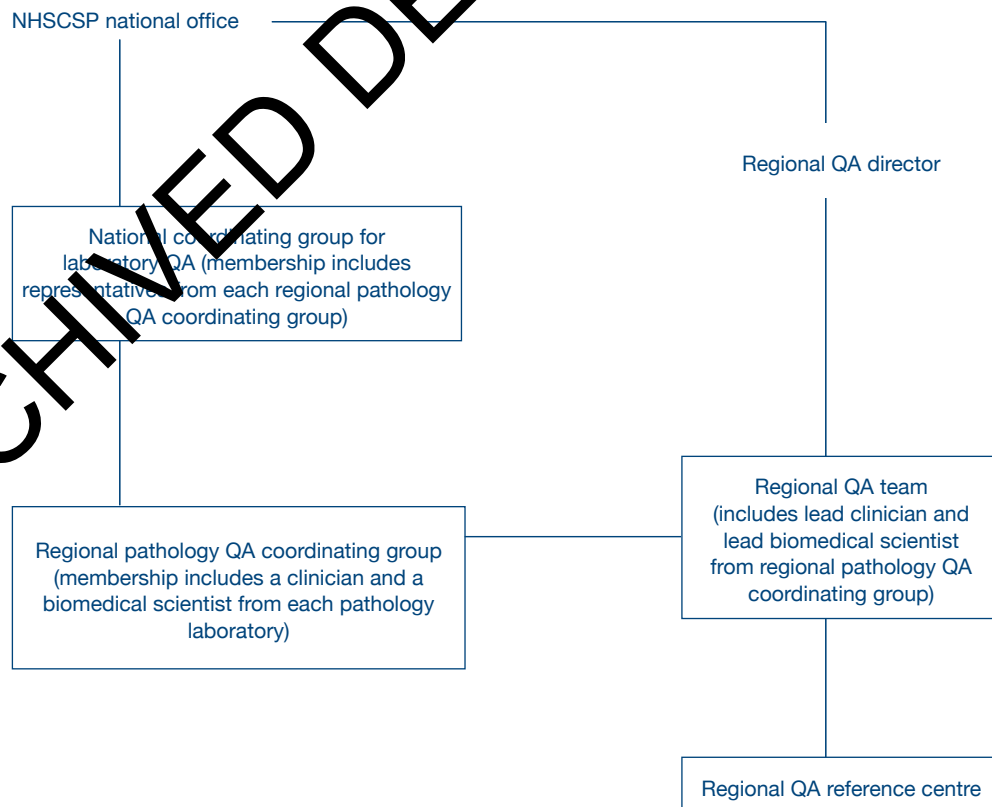 NHSCSP national office
Regional QA director
National coordinating group for
laboratory QA (membership includes
representatives from each regional pathology
QA coordinating group)
Regional QA team
(includes lead clinician and
lead biomedical scientist
from regional pathology QA
coordinating group)
Regional pathology QA coordinating group
(membership includes a clinician and a
biomedical scientist from each pathology
laboratory)
Regional QA reference centre
CHIVED DE